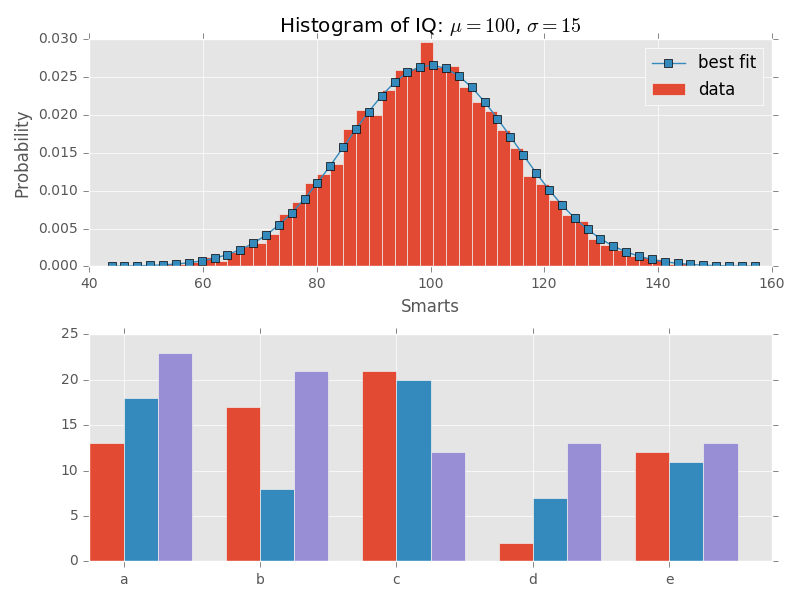 Histogram of IQ: μ = 100, σ = 15
0.030
0.025
0.020
0.015
0.010
0.005
0.000
Probability
best fit
data
40 60 80 100 120 140 160
Smarts
25
20
15
10
5
0
a b c d e